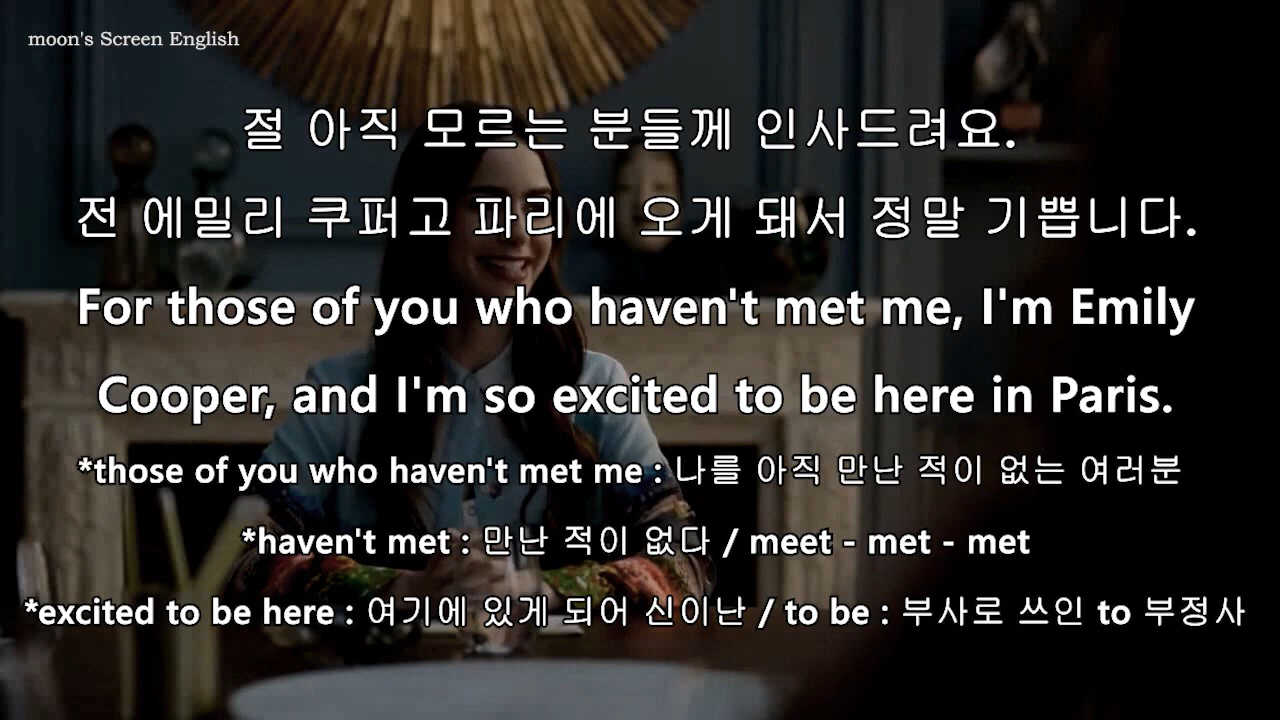 moon's Screen English
절 아직 모르는 분들께 인사드려요.
전 에밀리 쿠퍼고 파리에 오게 돼서 정말 기쁩니다.
For those of you who haven't met me, I'm Emily
Cooper, and I'm so excited to be here in Paris.
*those of you who haven't met me : 나를 아직 만난 적이 없는 여러분
*haven't met : 만난 적이 없다 / meet - met - met
*excited to be here : 여기에 있게 되어 신이난 / to be : 부사로 쓰인 to 부정사